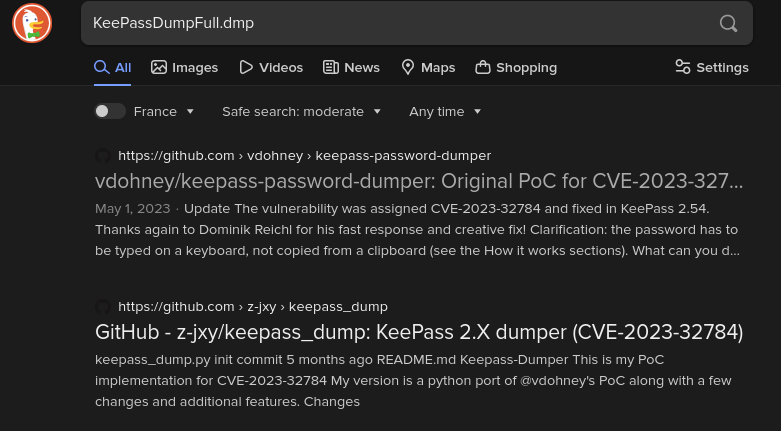 KeePassDumpFull.dmp
All Images Videos News Maps Shopping Settings
France Safe search: moderate Any time
https://github.com › vdohney › keepass-password-dumper
vdohney/keepass-password-dumper: Original PoC for CVE-2023-327...
May 1, 2023 · Update The vulnerability was assigned CVE-2023-32784 and fixed in KeePass 2.54.
Thanks again to Dominik Reichl for his fast response and creative fix! Clarification: the password has to
be typed on a keyboard, not copied from a clipboard (see the How it works sections). What can you d...
https://github.com › z-jxy › keepass_dump
GitHub - z-jxy/keepass_dump: KeePass 2.X dumper (CVE-2023-32784)
keepass_dump.py init commit 5 months ago README.md Keepass-Dumper This is my PoC
implementation for CVE-2023-32784 My version is a python port of @vdohney's PoC along with a few
changes and additional features. Changes